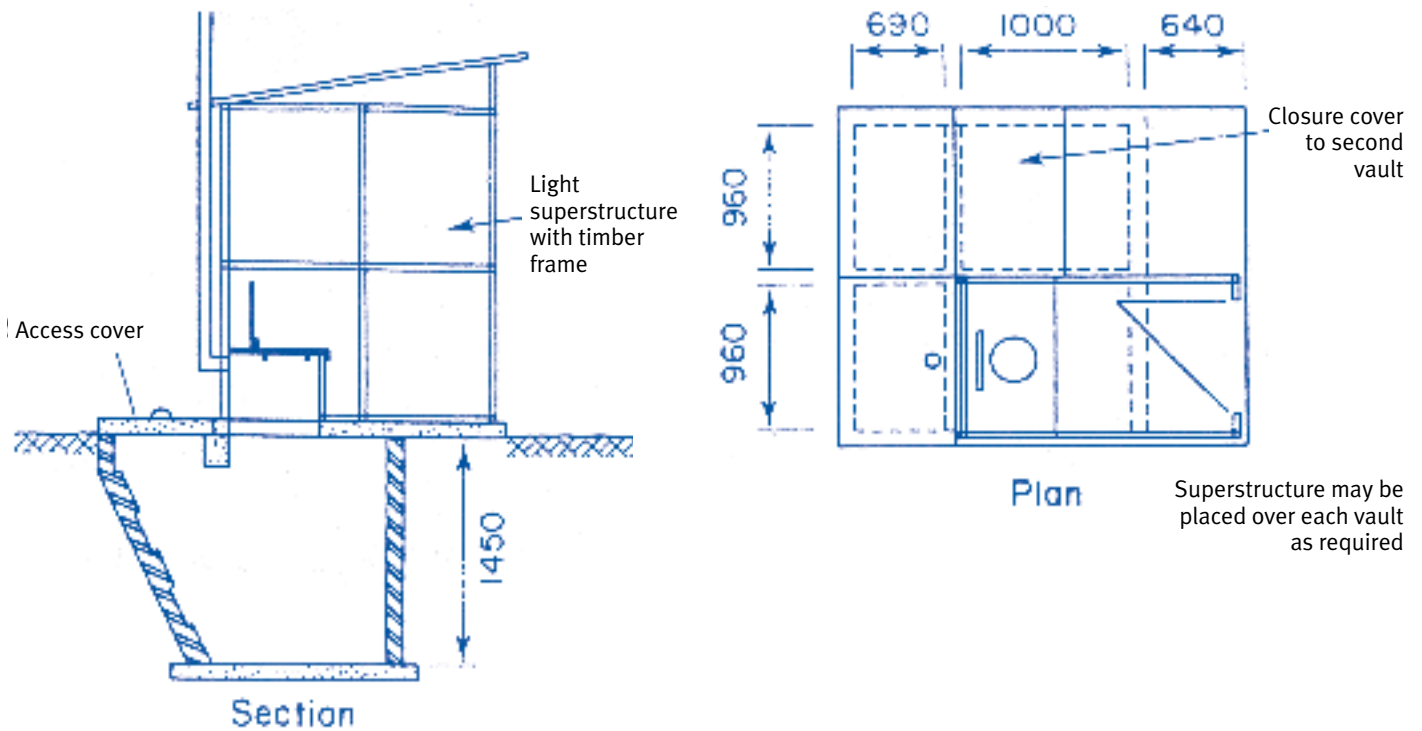 690 1000 640
Closure cover
to second
vault
960
960
Light
superstructure
with timber
frame
Access cover
1450
Section
Plan
Superstructure may be
placed over each vault
as required